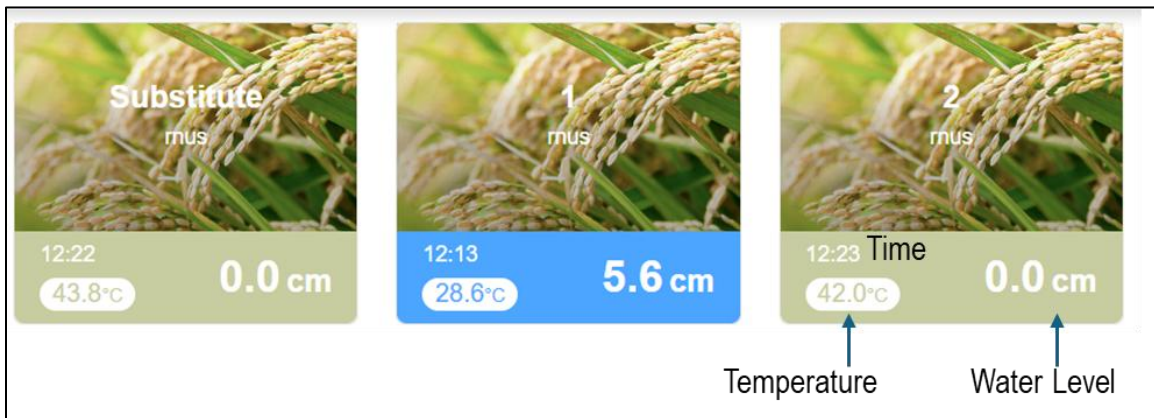 Substitute
rnus
12:22
43.8°C
0.0 cm
1
rnus
12:13
28.6°C
5.6 cm
2
rnus
12:23 Time
42.0°C
0.0 cm
Temperature
Water Level